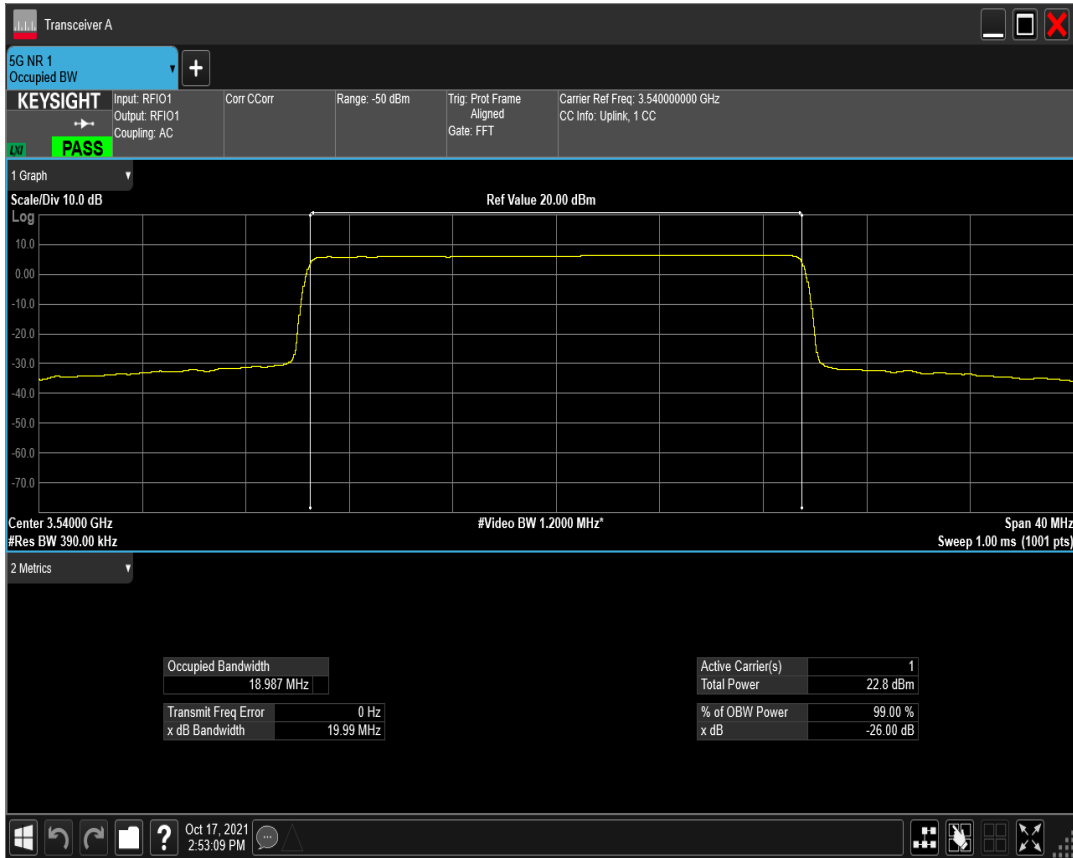 Transceiver A
5G NR 1
Occupied BW
KEYSIGHT
LXI
PASS
Input: RFIO1
Output: RFIO1
Coupling: AC
Corr CCorr
Range: -50 dBm
Trig: Prot Frame
Aligned
Gate: FFT
Carrier Ref Freq: 3.540000000 GHz
CC Info: Uplink, 1 CC
1 Graph
Scale/Div 10.0 dB
Ref Value 20.00 dBm
Log
10.0
0.00
-10.0
-20.0
-30.0
-40.0
-50.0
-60.0
-70.0
Center 3.54000 GHz
#Video BW 1.2000 MHz*
Span 40 MHz
#Res BW 390.00 kHz
Sweep 1.00 ms (1001 pts)
2 Metrics
Occupied Bandwidth
18.987 MHz
Transmit Freq Error 0 Hz
x dB Bandwidth 19.99 MHz
Active Carrier(s) 1
Total Power 22.8 dBm
% of OBW Power 99.00 %
x dB -26.00 dB
?
Oct 17, 2021
2:53:09 PM